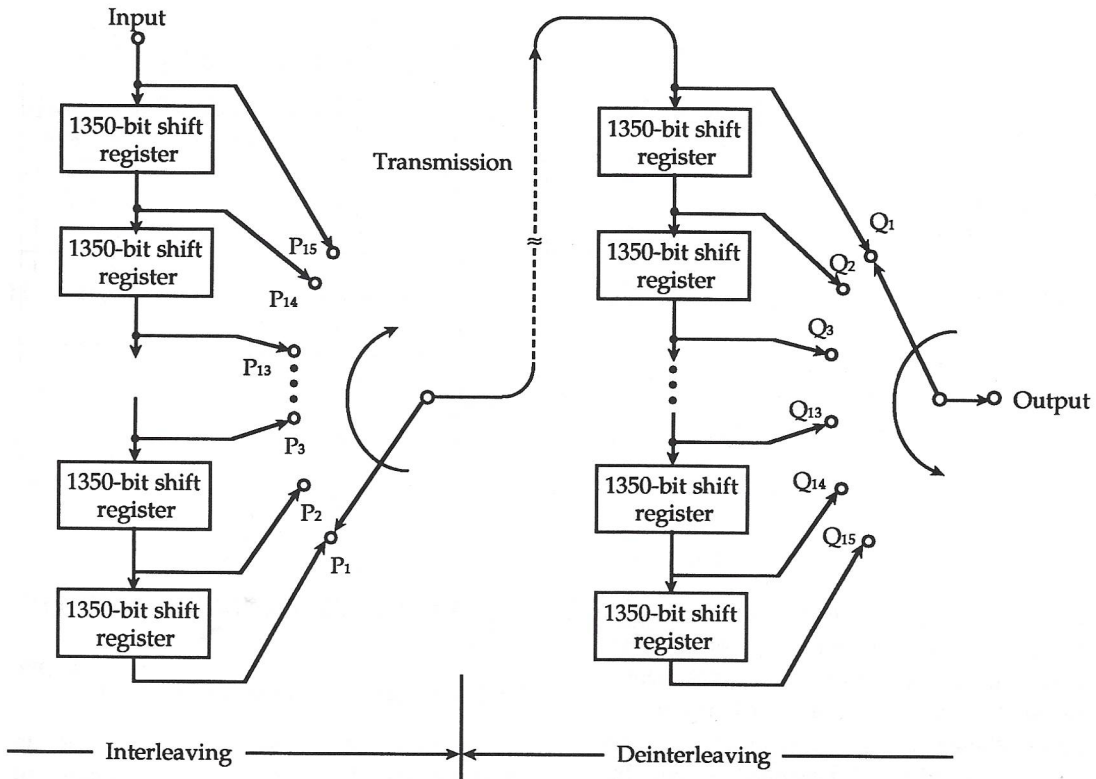 Input
1350-bit shift
register
1350-bit shift
register
P15
P14
P13
P3
1350-bit shift
register
P2
P1
1350-bit shift
register
Transmission
1350-bit shift
register
1350-bit shift
register
Q1
Q2
Q3
Q13
Output
1350-bit shift
register
Q14
Q15
1350-bit shift
register
Interleaving
Deinterleaving